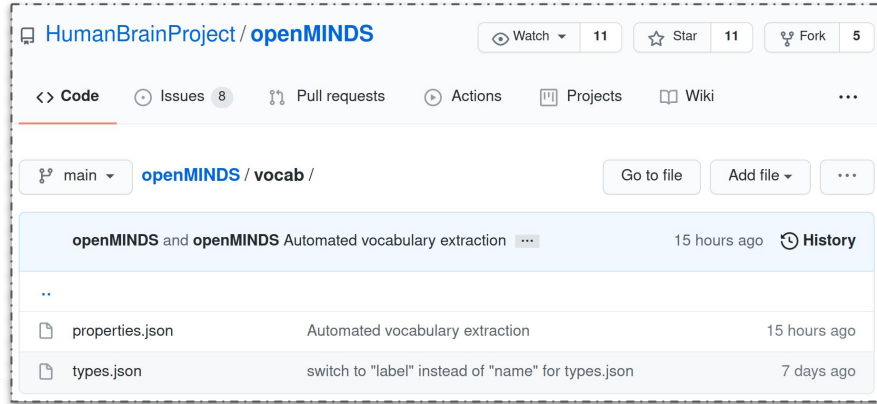 HumanBrainProject / openMINDS Watch 11 Star 11 Fork 5
<> Code Issues 8 Pull requests Actions Projects Wiki ...
main openMINDS / vocab / Go to file Add file ...
openMINDS and openMINDS Automated vocabulary extraction ... 15 hours ago History
..
properties.json Automated vocabulary extraction 15 hours ago
types.json switch to "label" instead of "name" for types.json 7 days ago